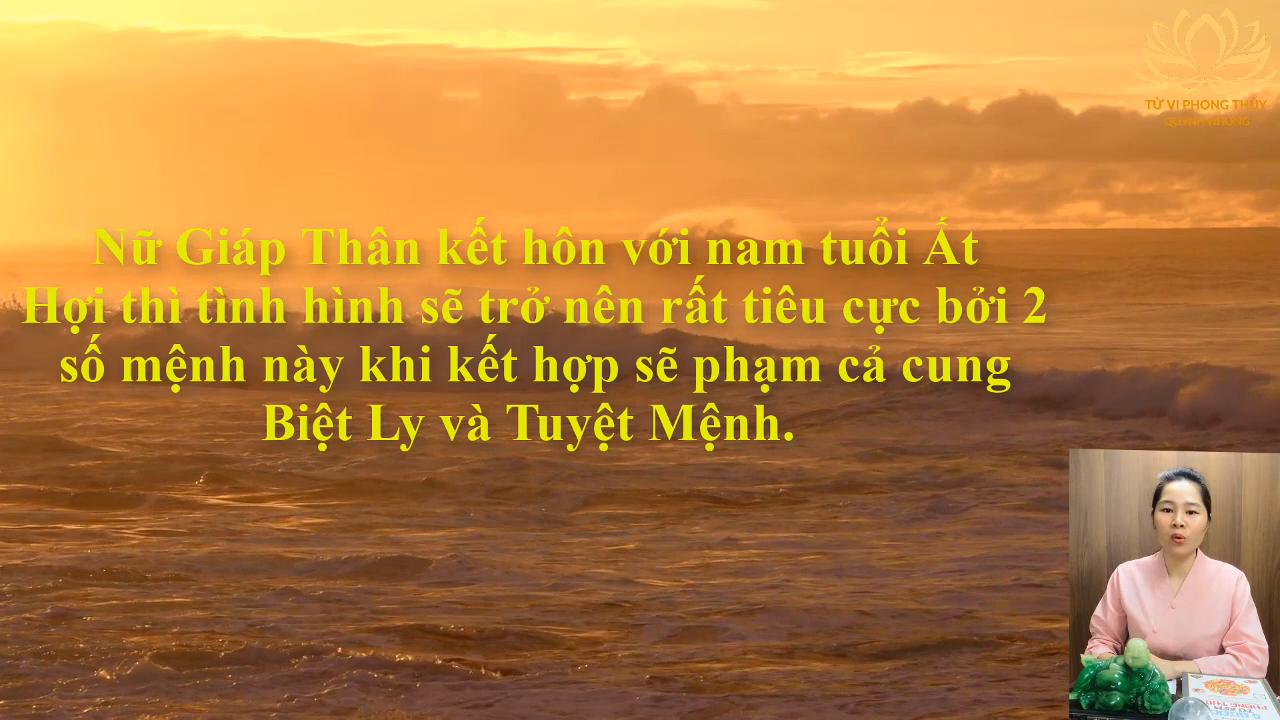 TỬ VI PHONG THỦY
QUỲNH NHUNG
Nữ Giáp Thân kết hôn với nam tuổi Ất
Hợi thì tình hình sẽ trở nên rất tiêu cực bởi 2
số mệnh này khi kết hợp sẽ phạm cả cung
Biệt Ly và Tuyệt Mệnh.